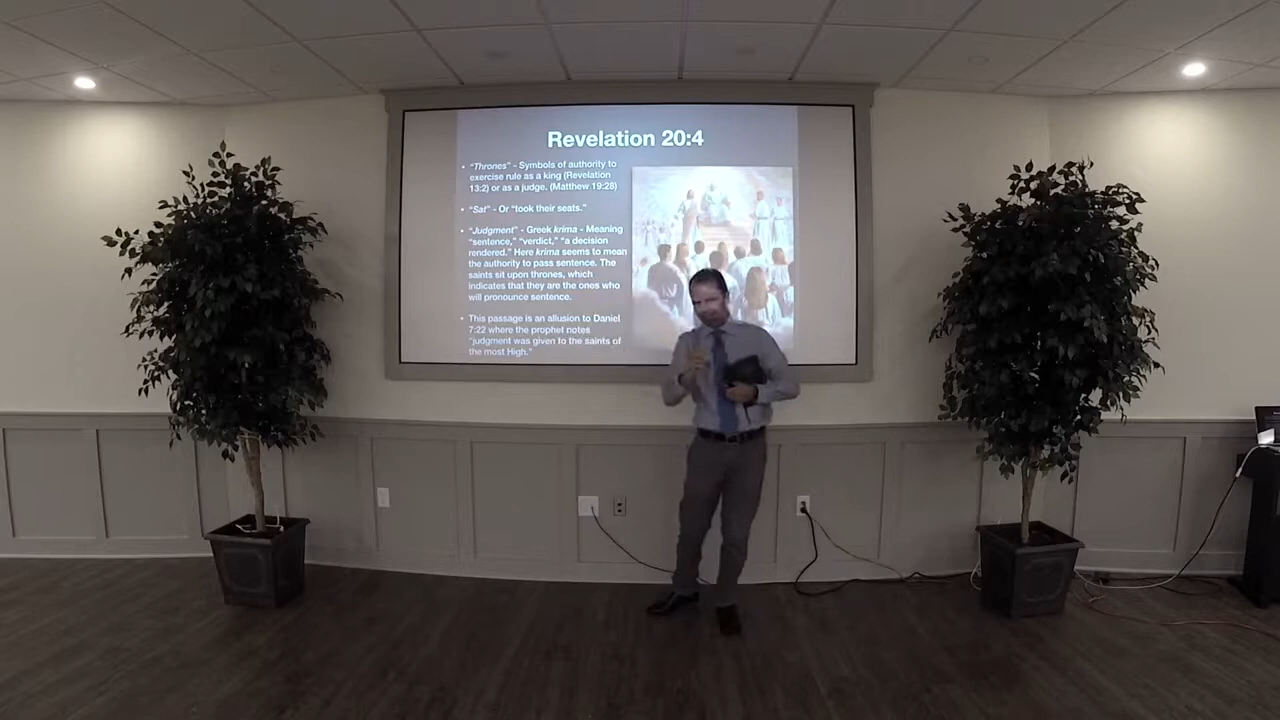 Revelation 20:4
• “Thrones” - Symbols of authority to
exercise rule as a king (Revelation
13:2) or as a judge. (Matthew 19:28)
• “Sat” - Or “took their seats.”
• “Judgment” - Greek krima - Meaning
“sentence,” “verdict,” “a decision
rendered.” Here krima seems to mean
the authority to pass sentence. The
saints sit upon thrones, which
indicates that they are the ones who
will pronounce sentence.
• This passage is an allusion to Daniel
7:22 where the prophet notes
“judgment was given to the saints of
the most High.”